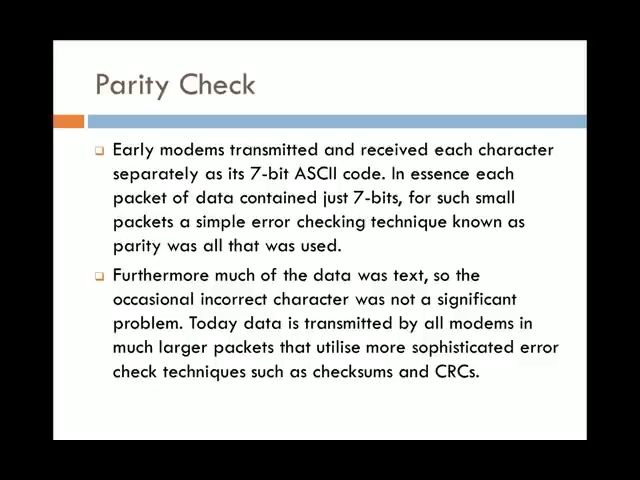 Parity Check
Early modems transmitted and received each character
separately as its 7-bit ASCII code. In essence each
packet of data contained just 7-bits, for such small
packets a simple error checking technique known as
parity was all that was used.
Furthermore much of the data was text, so the
occasional incorrect character was not a significant
problem. Today data is transmitted by all modems in
much larger packets that utilise more sophisticated error
check techniques such as checksums and CRCs.